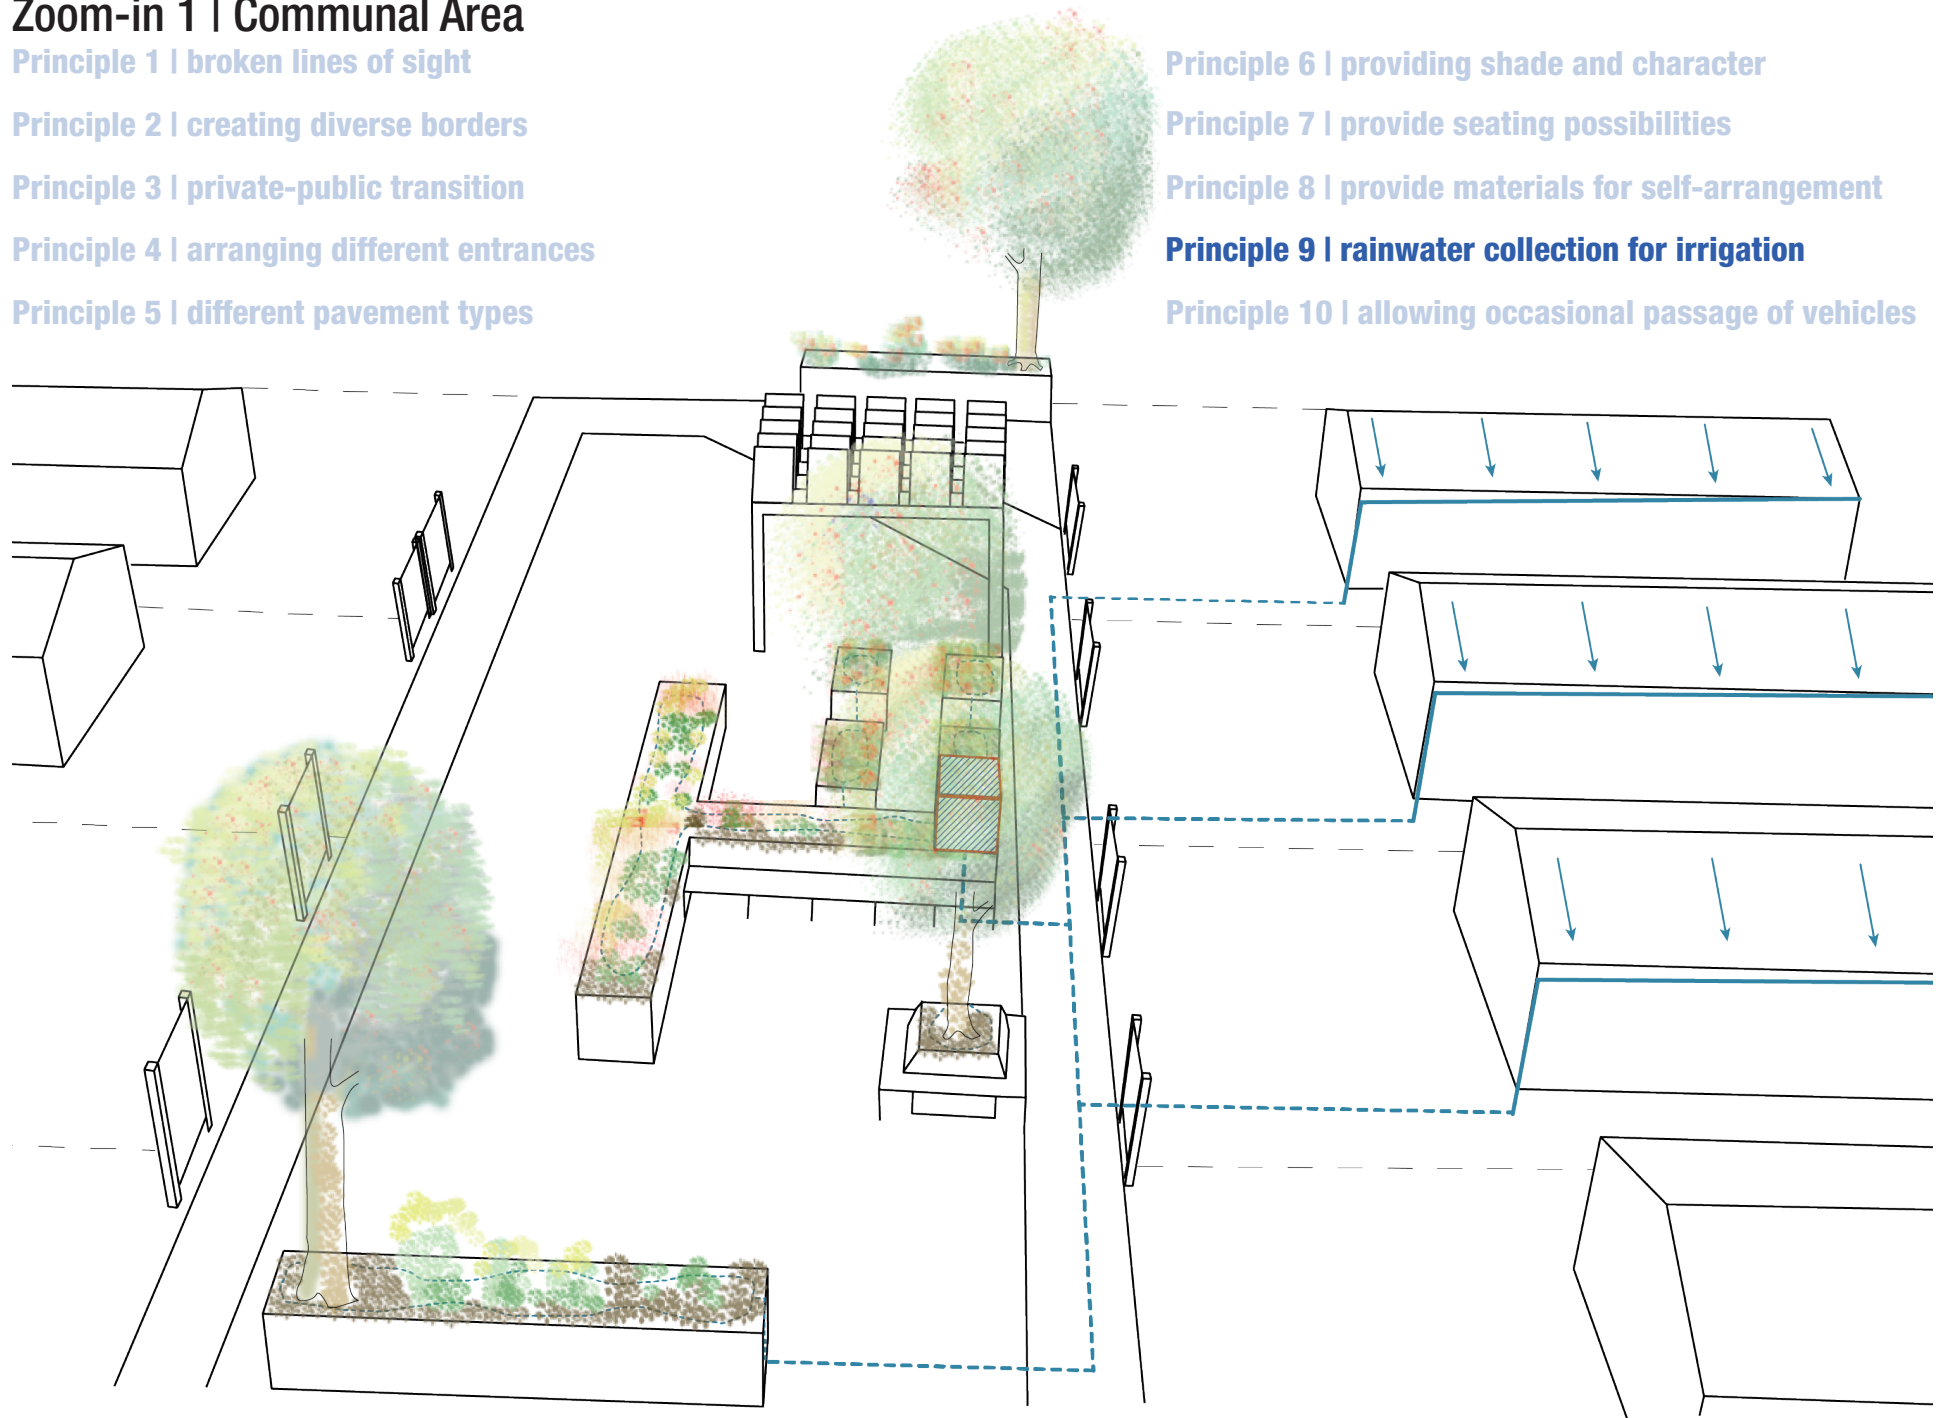 Zoom-in 1 | Communal Area
Principle 1 | broken lines of sight
Principle 2 | creating diverse borders
Principle 3 | private-public transition
Principle 4 | arranging different entrances
Principle 5 | different pavement types
Principle 6 | providing shade and character
Principle 7 | provide seating possibilities
Principle 8 | provide materials for self-arrangement
Principle 9 | rainwater collection for irrigation
Principle 10 | allowing occasional passage of vehicles